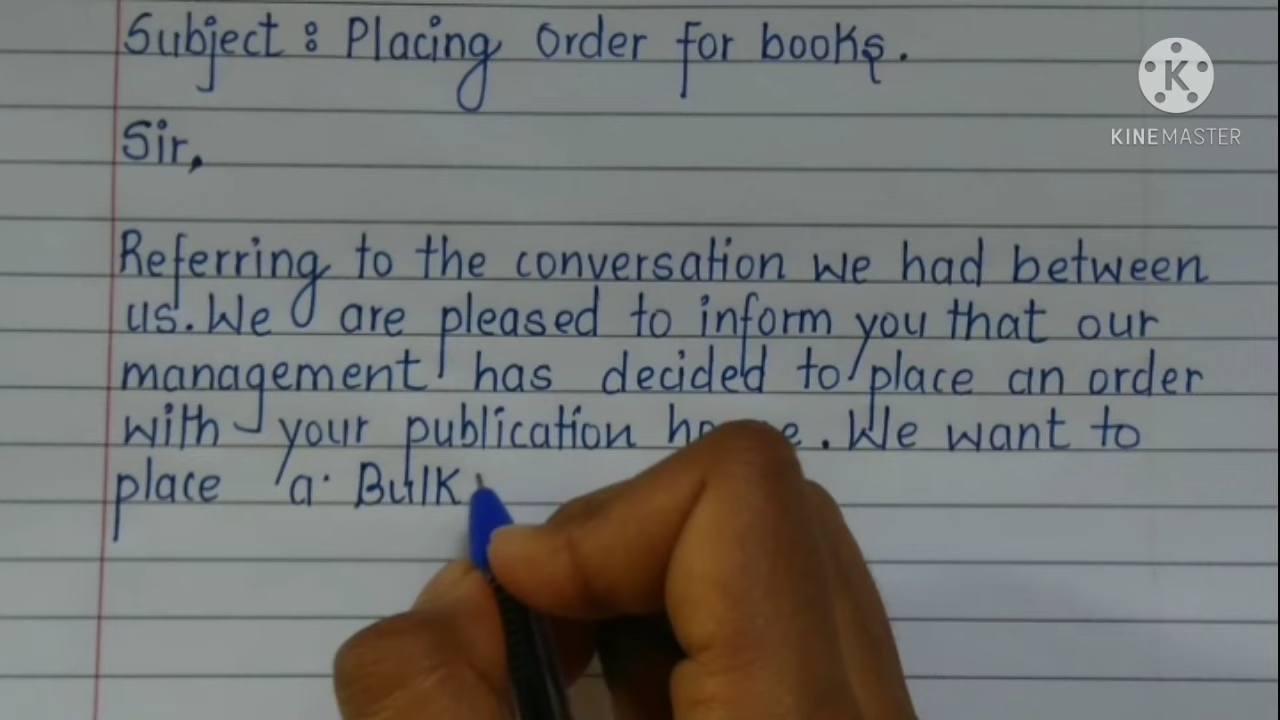 Subject : Placing order for books.
K
KINEMASTER
Sir,
Referring to the conversation we had between
us. We are pleased to inform you that our
management has decided to place an order
with your publication . We want to
place a Bulk